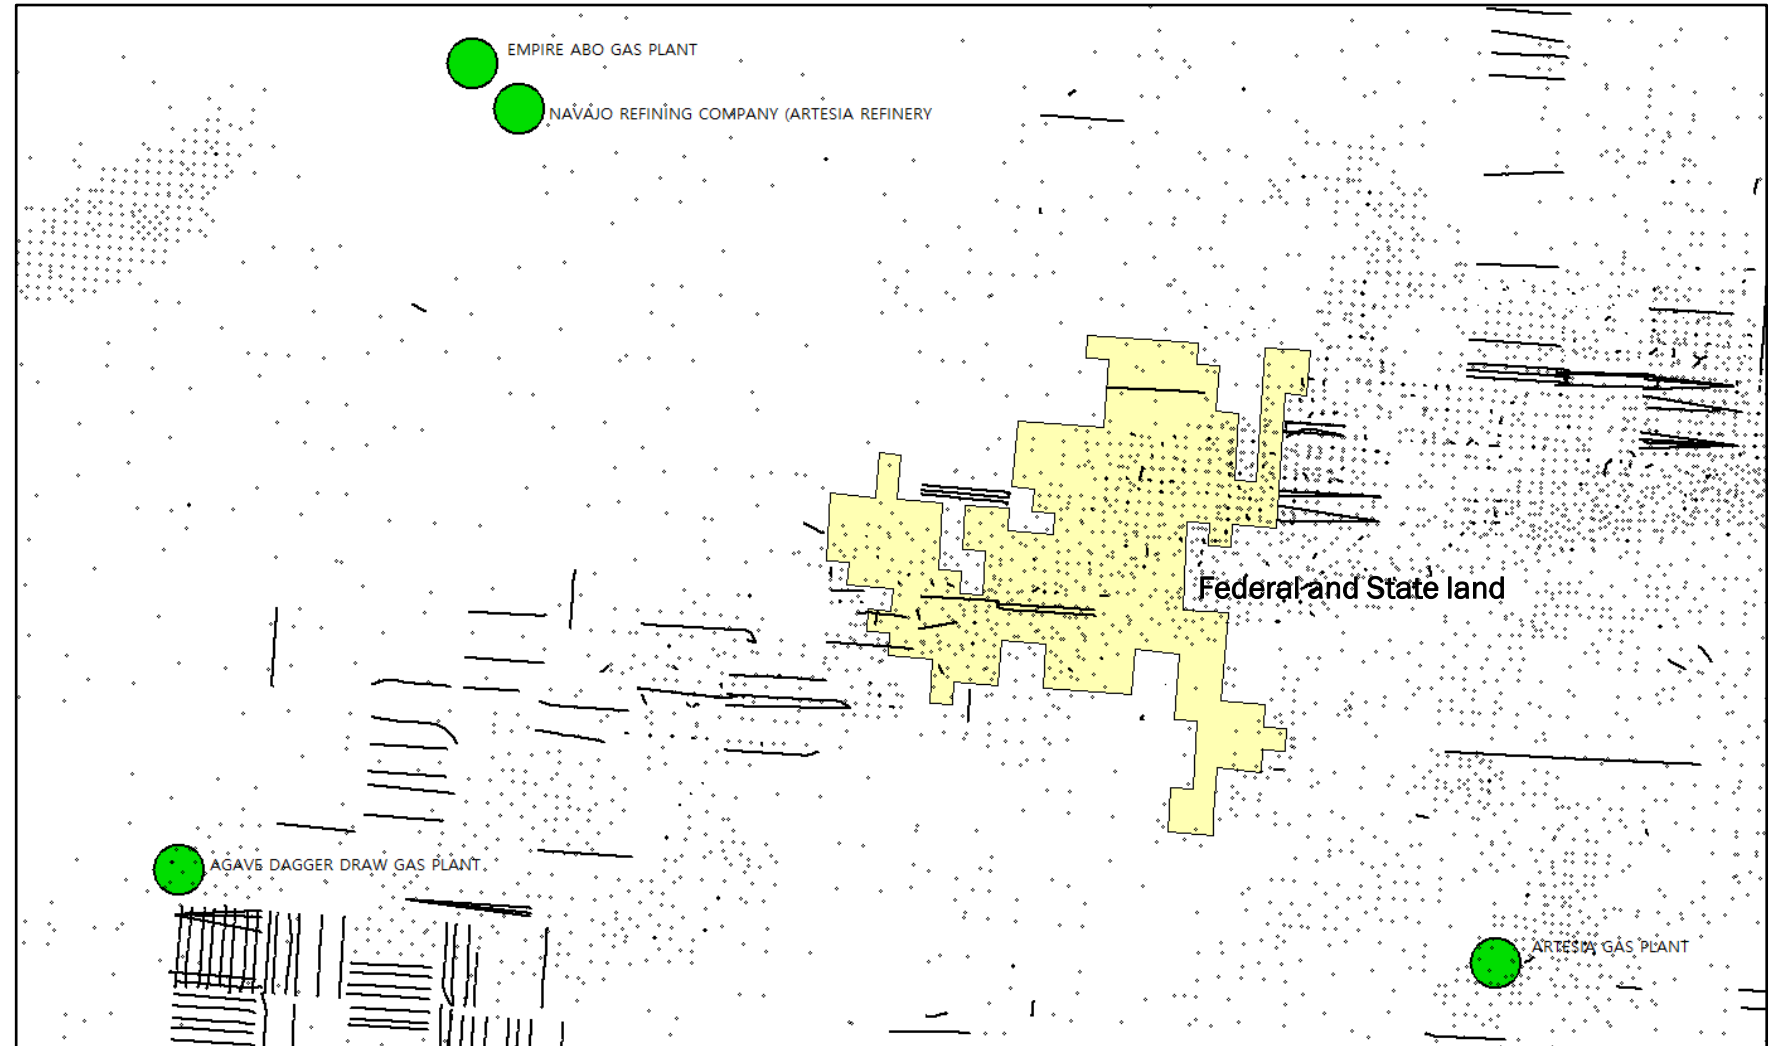 EMPIRE ABO GAS PLANT
NAVAJO REFINING COMPANY (ARTESIA REFINERY
Federal and State land
AGAVE DAGGER DRAW GAS PLANT
ARTESIA GAS PLANT